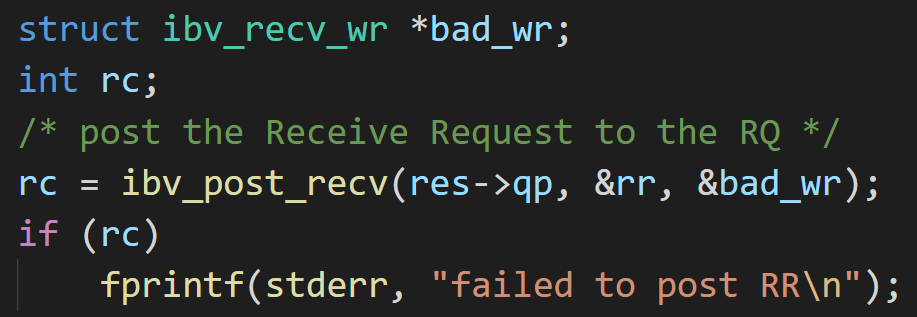 struct ibv_recv_wr *bad_wr;
int rc;
/* post the Receive Request to the RQ */
rc = ibv_post_recv(res->qp, &rr, &bad_wr);
if (rc)
    fprintf(stderr, "failed to post RR\n");